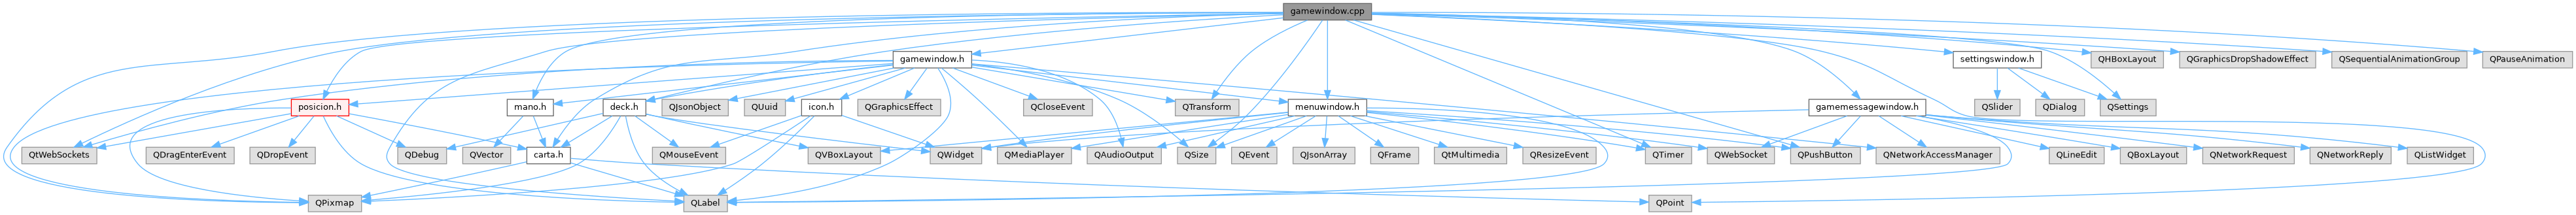 gamewindow.cpp
gamewindow.h
settingswindow.h
QHBoxLayout
QGraphicsDropShadowEffect
QSequentialAnimationGroup
QPauseAnimation
posicion.h
mano.h
deck.h
QJsonObject
QUuid
icon.h
QGraphicsEffect
QCloseEvent
QTransform
menuwindow.h
gamemessagewindow.h
QSlider
QDialog
QSettings
QtWebSockets
QDragEnterEvent
QDropEvent
QDebug
QVector
carta.h
QMouseEvent
QVBoxLayout
QWidget
QMediaPlayer
QAudioOutput
QSize
QEvent
QJsonArray
QFrame
QtMultimedia
QResizeEvent
QTimer
QWebSocket
QPushButton
QNetworkAccessManager
QLineEdit
QBoxLayout
QNetworkRequest
QNetworkReply
QListWidget
QPixmap
QLabel
QPoint